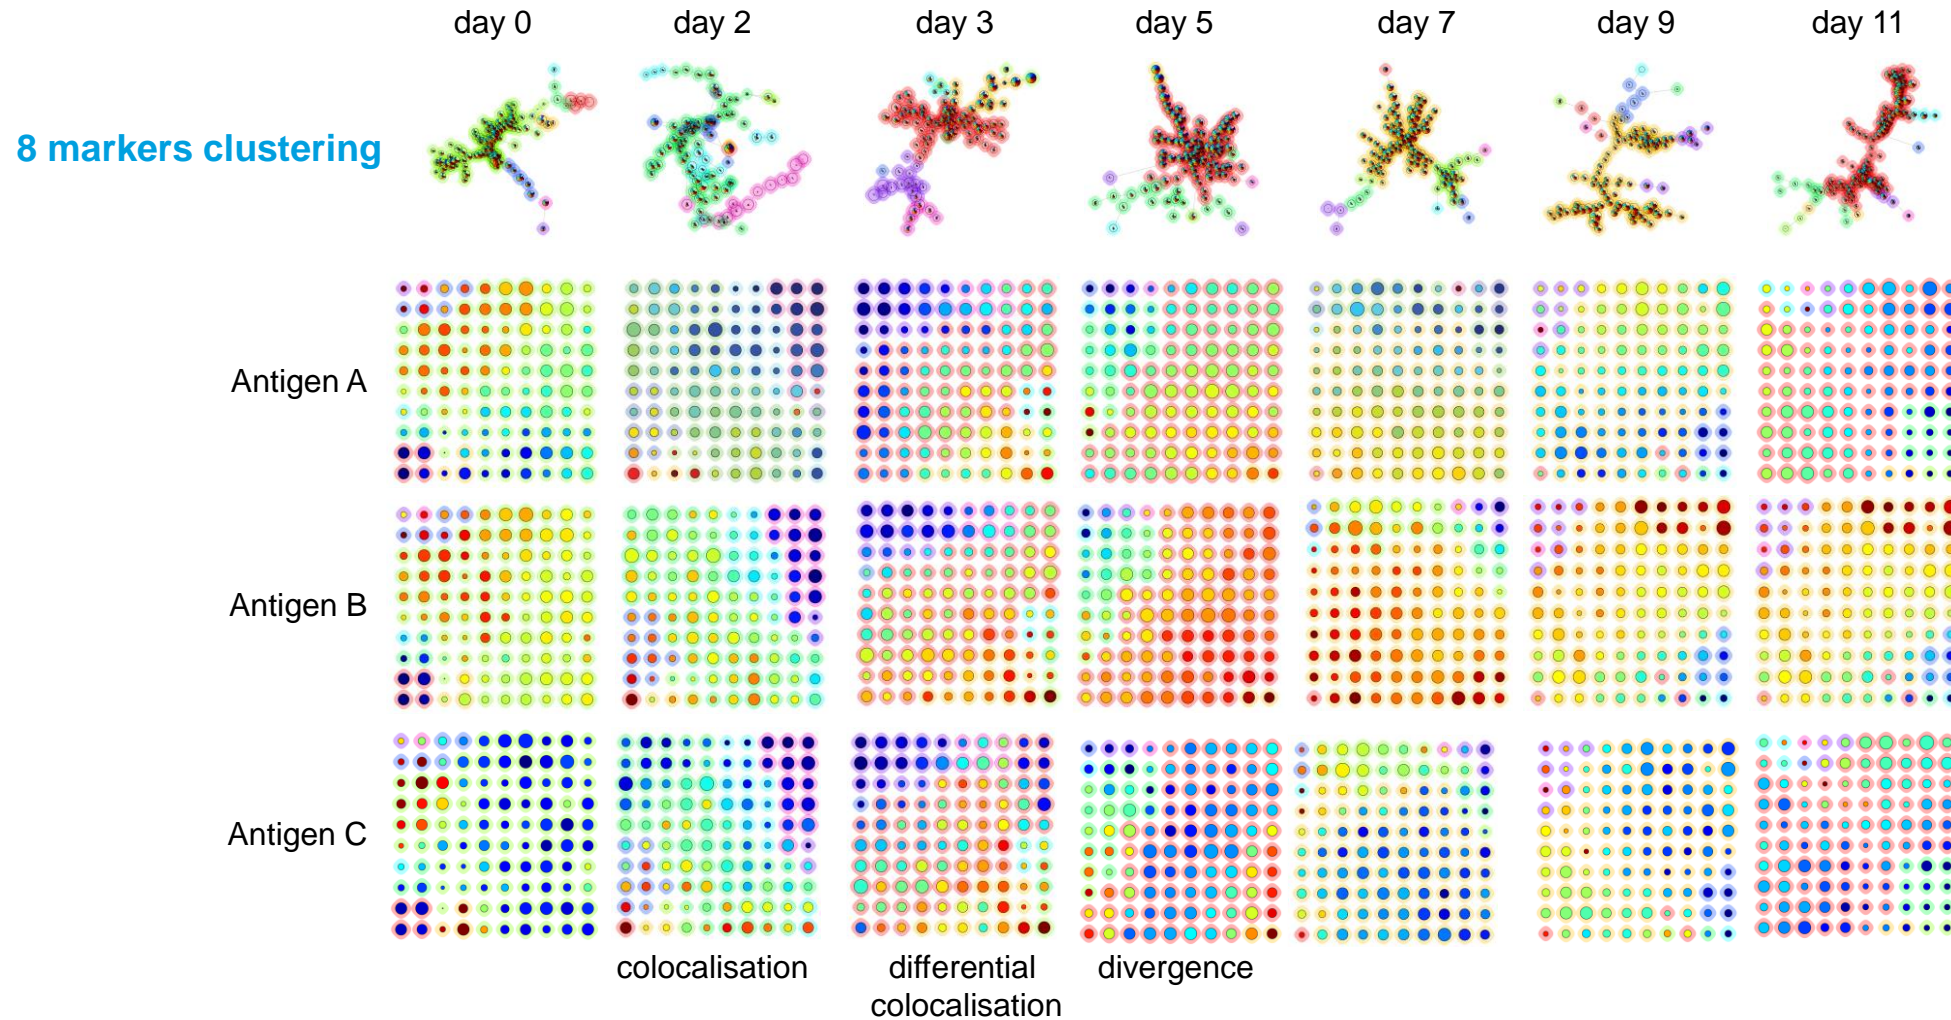 day 0 day 2 day 3 day 5 day 7 day 9 day 11
8 markers clustering
Antigen A
Antigen B
Antigen C
colocalisation differential divergence
colocalisation